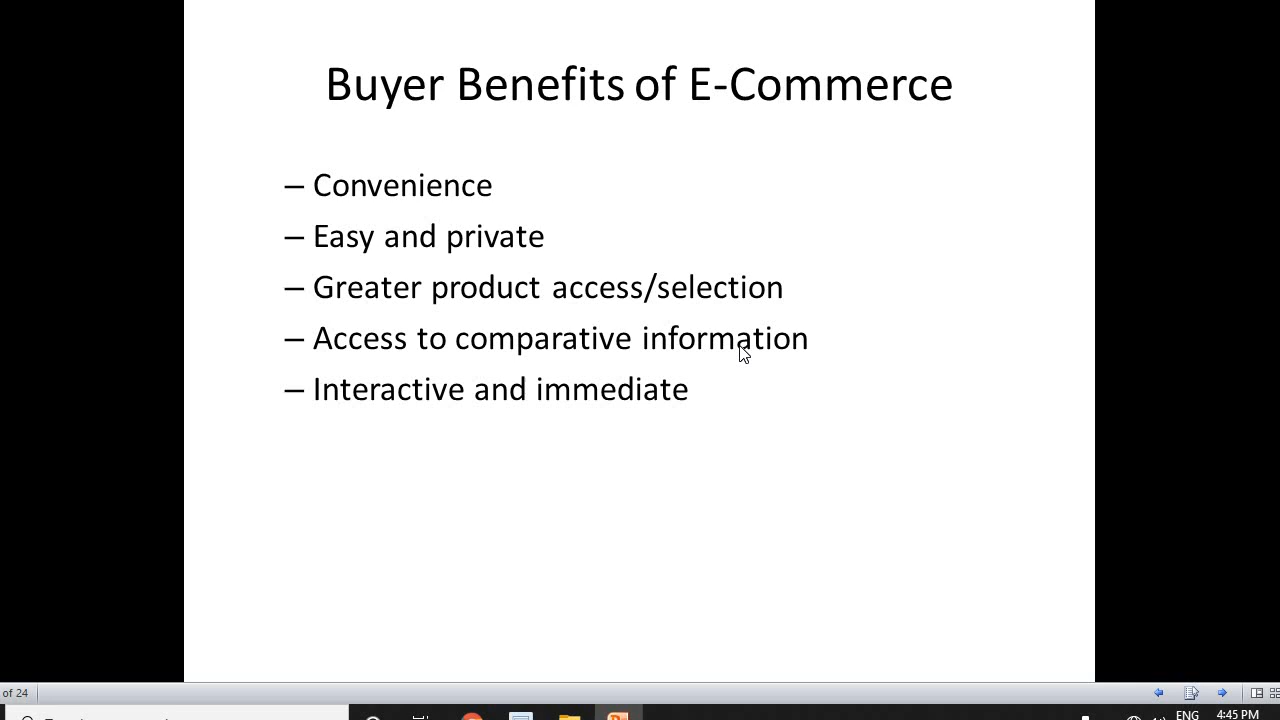 Buyer Benefits of E-Commerce
– Convenience
– Easy and private
– Greater product access/selection
– Access to comparative information
– Interactive and immediate
of 24
ENG
4:45 PM